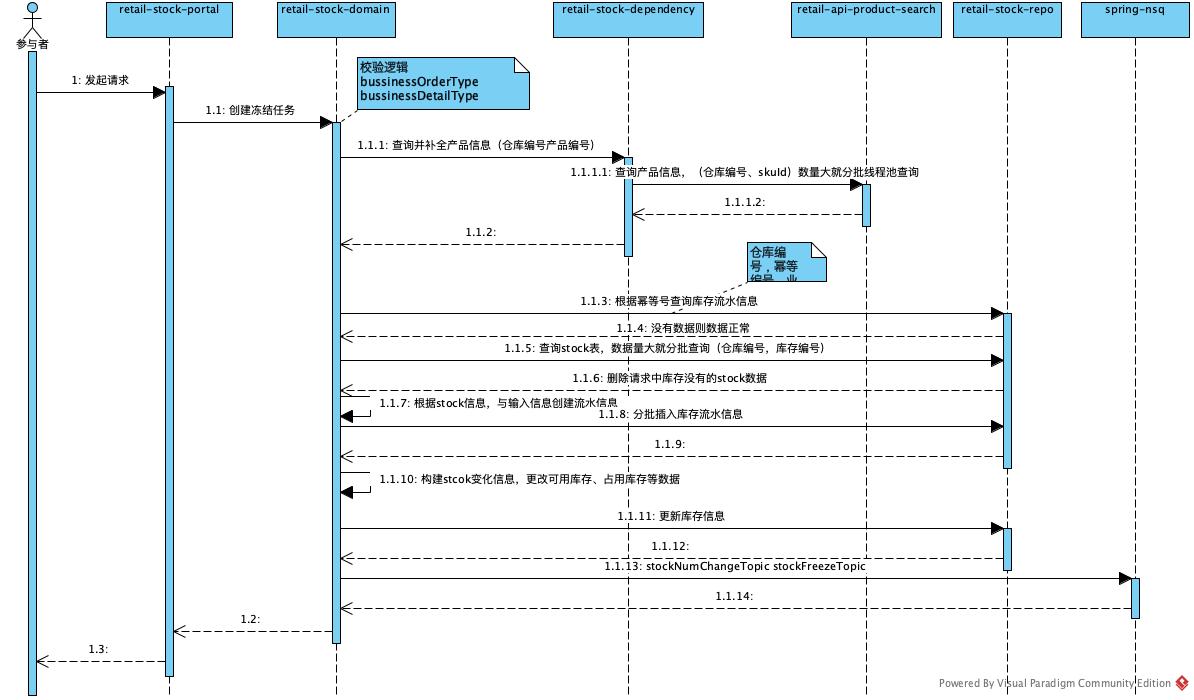 retail-stock-portal
retail-stock-domain
retail-stock-dependency
retail-api-product-search
retail-stock-repo
spring-nsq
参与者
校验逻辑
bussinessOrderType
bussinessDetailType
1: 发起请求
1.1: 创建冻结任务
1.1.1: 查询并补全产品信息（仓库编号产品编号）
1.1.1.1: 查询产品信息，（仓库编号、skuId）数量大就分批线程池查询
1.1.1.2:
1.1.2:
仓库编
号，幂等
编号，业
1.1.3: 根据幂等号查询库存流水信息
1.1.4: 没有数据则数据正常
1.1.5: 查询stock表，数据量大就分批查询（仓库编号，库存编号）
1.1.6: 删除请求中库存没有的stock数据
1.1.7: 根据stock信息，与输入信息创建流水信息
1.1.8: 分批插入库存流水信息
1.1.9:
1.1.10: 构建stcok变化信息，更改可用库存、占用库存等数据
1.1.11: 更新库存信息
1.1.12:
1.1.13: stockNumChangeTopic stockFreezeTopic
1.1.14:
1.2:
1.3:
Powered By Visual Paradigm Community Edition